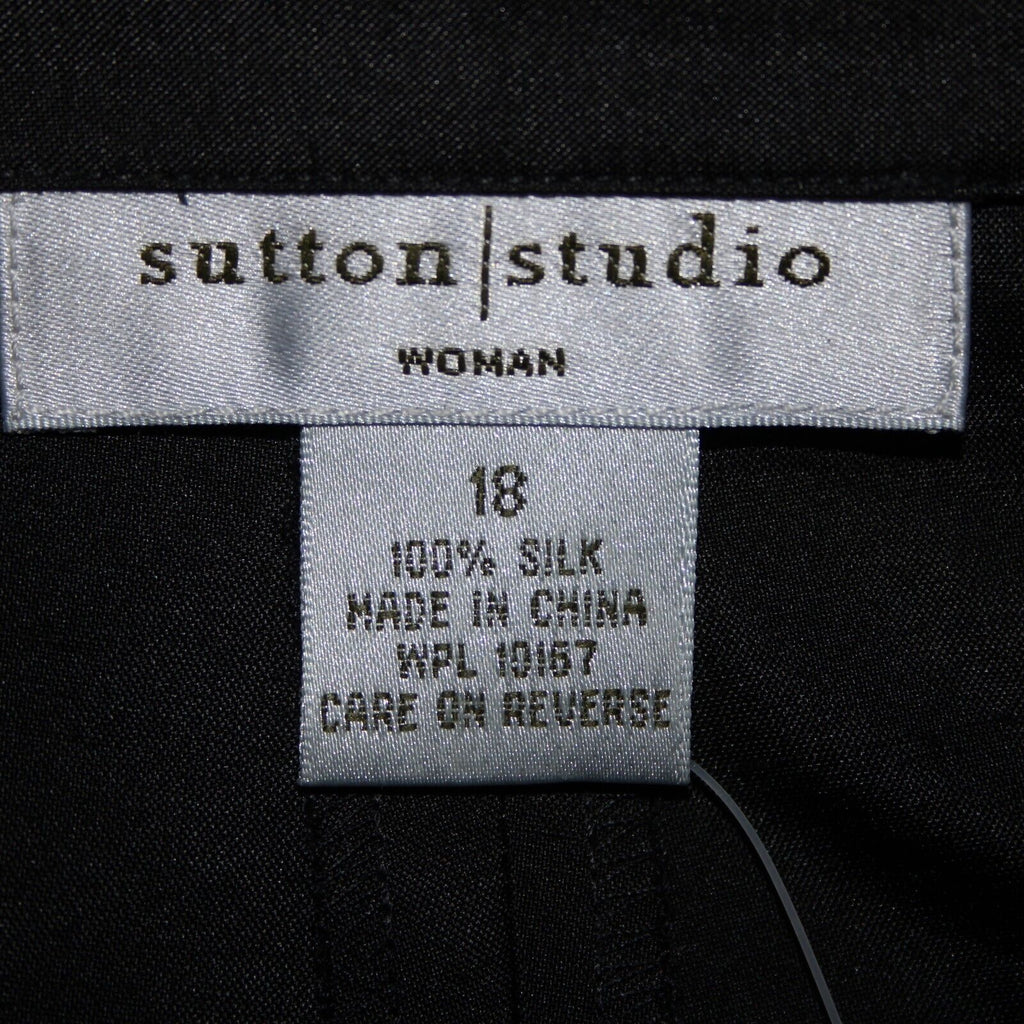 sutton|studio
WOMAN
18
100% SILK
MADE IN CHINA
WPL 10167
CARE ON REVERSE